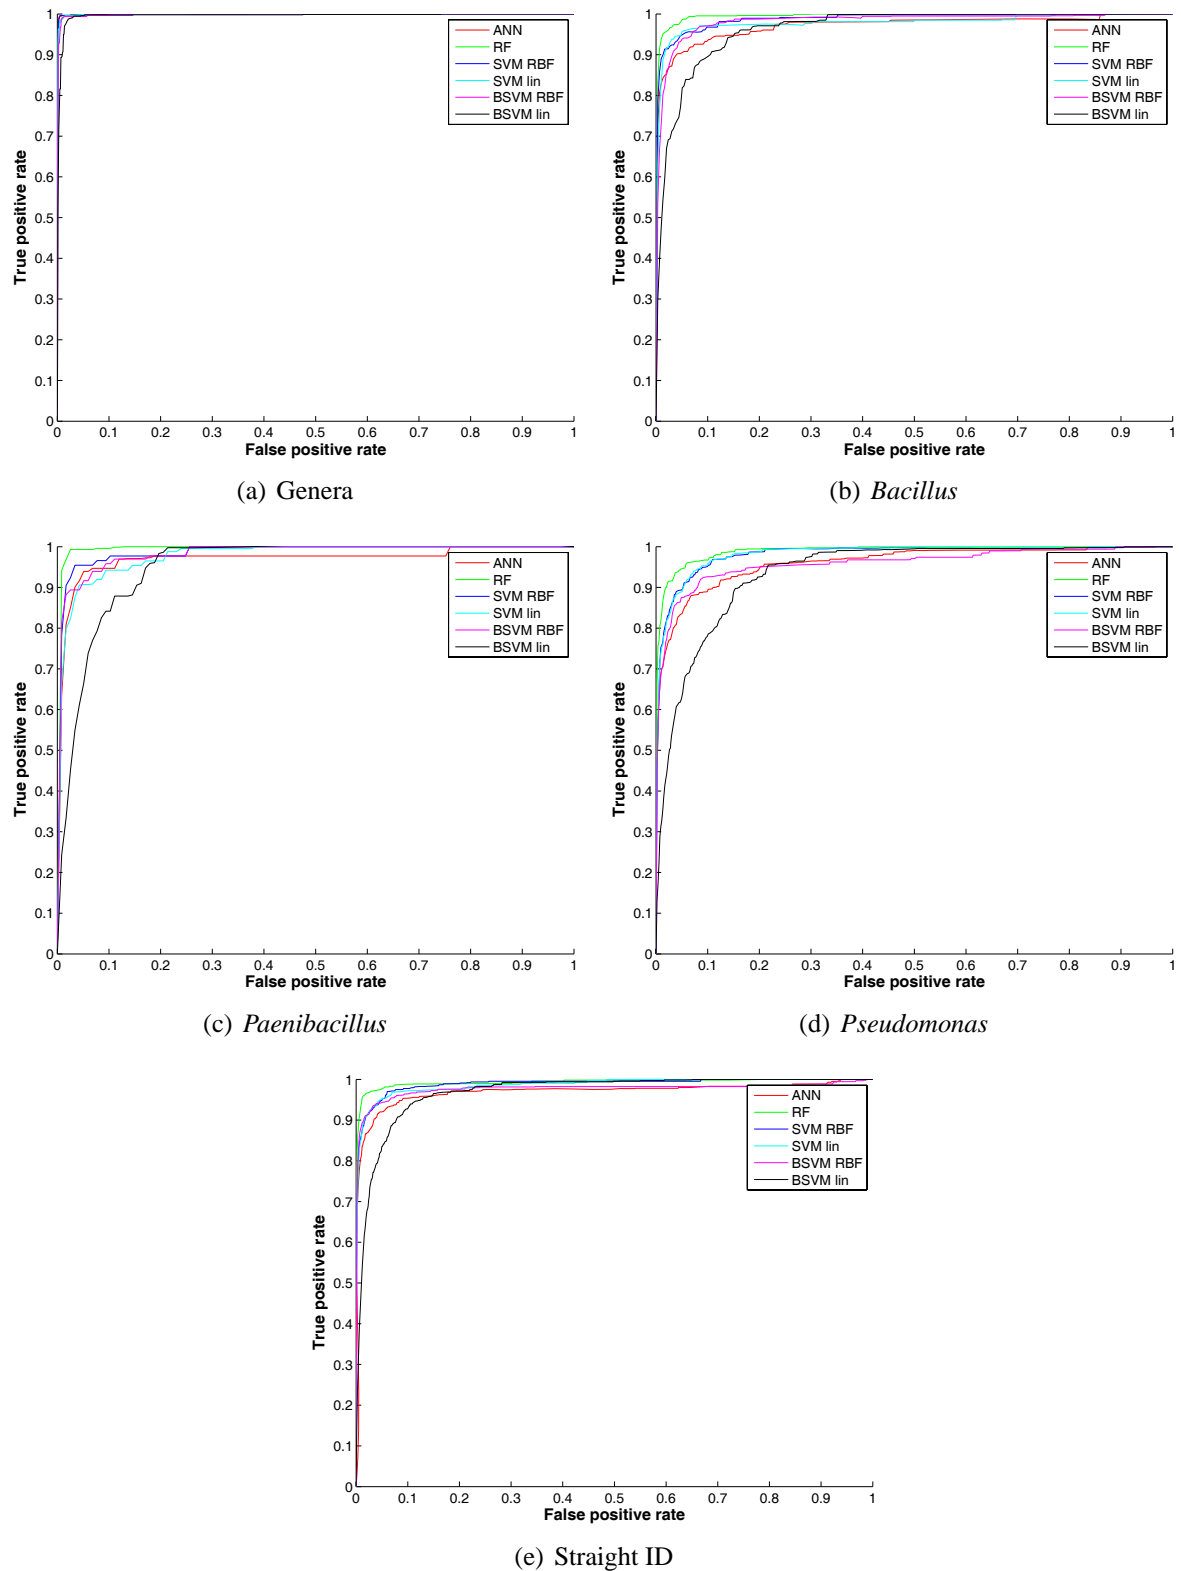 1
0.9
0.8
0.7
0.6
0.5
0.4
0.3
0.2
0.1
0
True positive rate
ANN
RF
SVM RBF
SVM lin
BSVM RBF
BSVM lin
0 0.1 0.2 0.3 0.4 0.5 0.6 0.7 0.8 0.9 1
False positive rate
(a) Genera
1
0.9
0.8
0.7
0.6
0.5
0.4
0.3
0.2
0.1
0
True positive rate
ANN
RF
SVM RBF
SVM lin
BSVM RBF
BSVM lin
0 0.1 0.2 0.3 0.4 0.5 0.6 0.7 0.8 0.9 1
False positive rate
(b) Bacillus
1
0.9
0.8
0.7
0.6
0.5
0.4
0.3
0.2
0.1
0
True positive rate
ANN
RF
SVM RBF
SVM lin
BSVM RBF
BSVM lin
0 0.1 0.2 0.3 0.4 0.5 0.6 0.7 0.8 0.9 1
False positive rate
(c) Paenibacillus
1
0.9
0.8
0.7
0.6
0.5
0.4
0.3
0.2
0.1
0
True positive rate
ANN
RF
SVM RBF
SVM lin
BSVM RBF
BSVM lin
0 0.1 0.2 0.3 0.4 0.5 0.6 0.7 0.8 0.9 1
False positive rate
(d) Pseudomonas
1
0.9
0.8
0.7
0.6
0.5
0.4
0.3
0.2
0.1
0
True positive rate
ANN
RF
SVM RBF
SVM lin
BSVM RBF
BSVM lin
0 0.1 0.2 0.3 0.4 0.5 0.6 0.7 0.8 0.9 1
False positive rate
(e) Straight ID